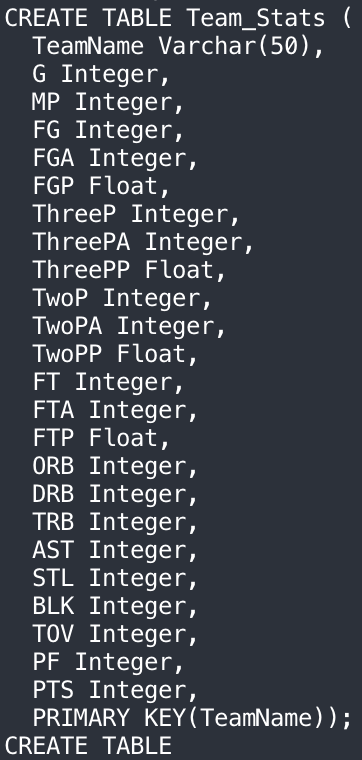 CREATE TABLE Team_Stats (
  TeamName Varchar(50),
  G Integer,
  MP Integer,
  FG Integer,
  FGA Integer,
  FGP Float,
  ThreeP Integer,
  ThreePA Integer,
  ThreePP Float,
  TwoP Integer,
  TwoPA Integer,
  TwoPP Float,
  FT Integer,
  FTA Integer,
  FTP Float,
  ORB Integer,
  DRB Integer,
  TRB Integer,
  AST Integer,
  STL Integer,
  BLK Integer,
  TOV Integer,
  PF Integer,
  PTS Integer,
  PRIMARY KEY(TeamName));
CREATE TABLE